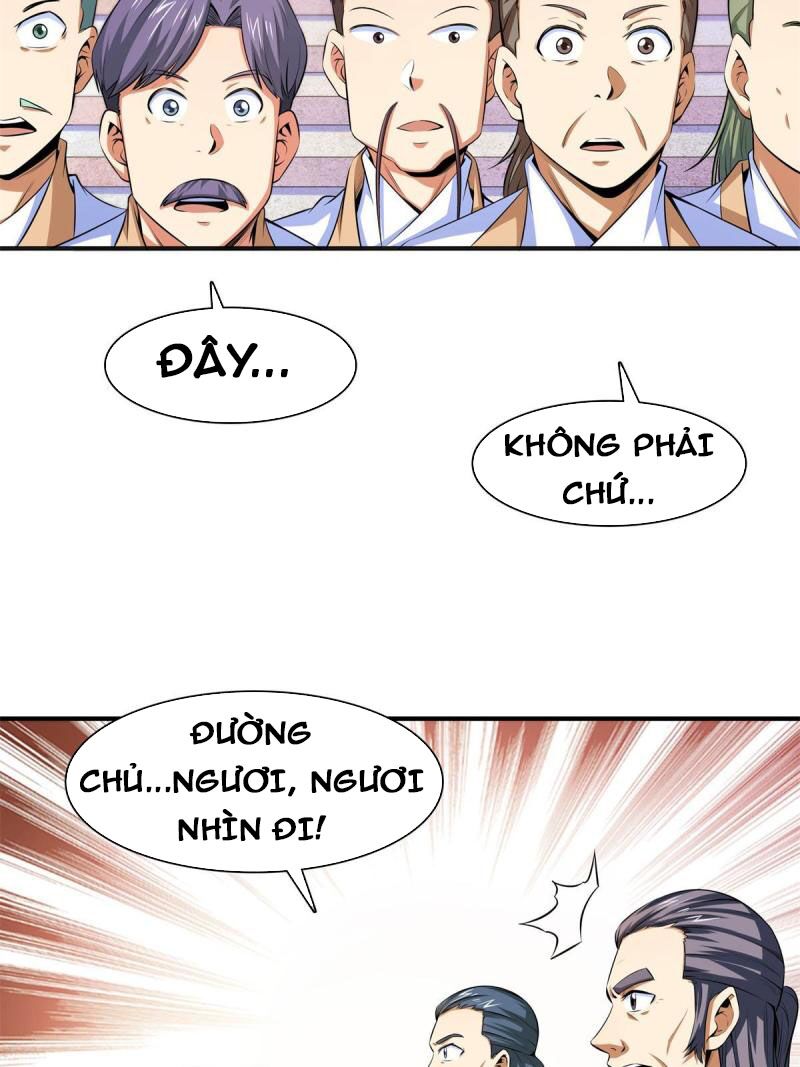 ĐÂY...
KHÔNG PHẢI
CHỨ...
ĐƯỜNG
CHỦ...NGƯƠI, NGƯƠI
NHÌN ĐI!